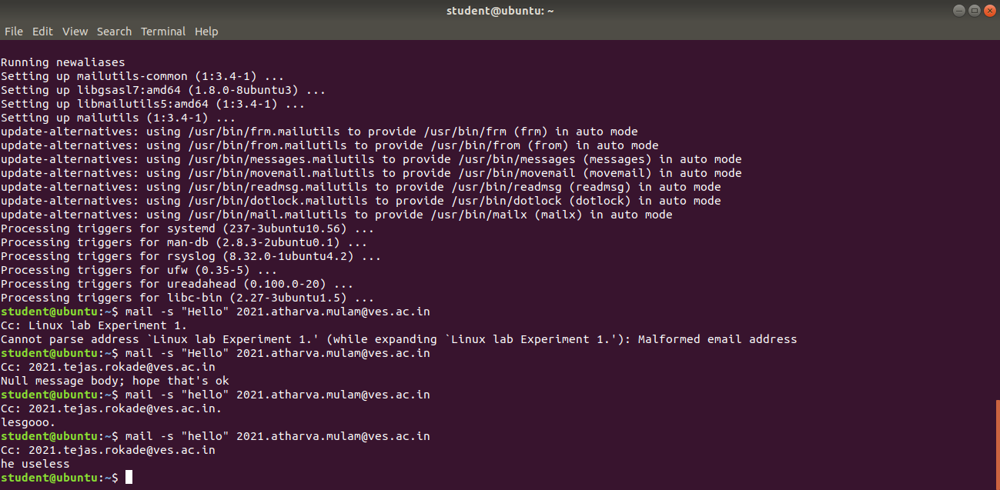 student@ubuntu: ~
File Edit View Search Terminal Help
Running newaliases
Setting up mailutils-common (1:3.4-1) ...
Setting up libgsasl7:amd64 (1.8.0-8ubuntu3) ...
Setting up libmailutils5:amd64 (1:3.4-1) ...
Setting up mailutils (1:3.4-1) ...
update-alternatives: using /usr/bin/frm.mailutils to provide /usr/bin/frm (frm) in auto mode
update-alternatives: using /usr/bin/from.mailutils to provide /usr/bin/from (from) in auto mode
update-alternatives: using /usr/bin/messages.mailutils to provide /usr/bin/messages (messages) in auto mode
update-alternatives: using /usr/bin/movemail.mailutils to provide /usr/bin/movemail (movemail) in auto mode
update-alternatives: using /usr/bin/readmsg.mailutils to provide /usr/bin/readmsg (readmsg) in auto mode
update-alternatives: using /usr/bin/dotlock.mailutils to provide /usr/bin/dotlock (dotlock) in auto mode
update-alternatives: using /usr/bin/mail.mailutils to provide /usr/bin/mailx (mailx) in auto mode
Processing triggers for systemd (237-3ubuntu10.56) ...
Processing triggers for man-db (2.8.3-2ubuntu0.1) ...
Processing triggers for rsyslog (8.32.0-1ubuntu4.2) ...
Processing triggers for ufw (0.35-5) ...
Processing triggers for ureadahead (0.100.0-20) ...
Processing triggers for libc-bin (2.27-3ubuntu1.5) ...
student@ubuntu:~$ mail -s "Hello" 2021.atharva.mulam@ves.ac.in
Cc: Linux lab Experiment 1.
Cannot parse address `Linux lab Experiment 1.' (while expanding `Linux lab Experiment 1.'): Malformed email address
student@ubuntu:~$ mail -s "Hello" 2021.atharva.mulam@ves.ac.in
Cc: 2021.tejas.rokade@ves.ac.in
Null message body; hope that's ok
student@ubuntu:~$ mail -s "hello" 2021.atharva.mulam@ves.ac.in
Cc: 2021.tejas.rokade@ves.ac.in.
lesgooo.
student@ubuntu:~$ mail -s "hello" 2021.atharva.mulam@ves.ac.in
Cc: 2021.tejas.rokade@ves.ac.in
he useless
student@ubuntu:~$